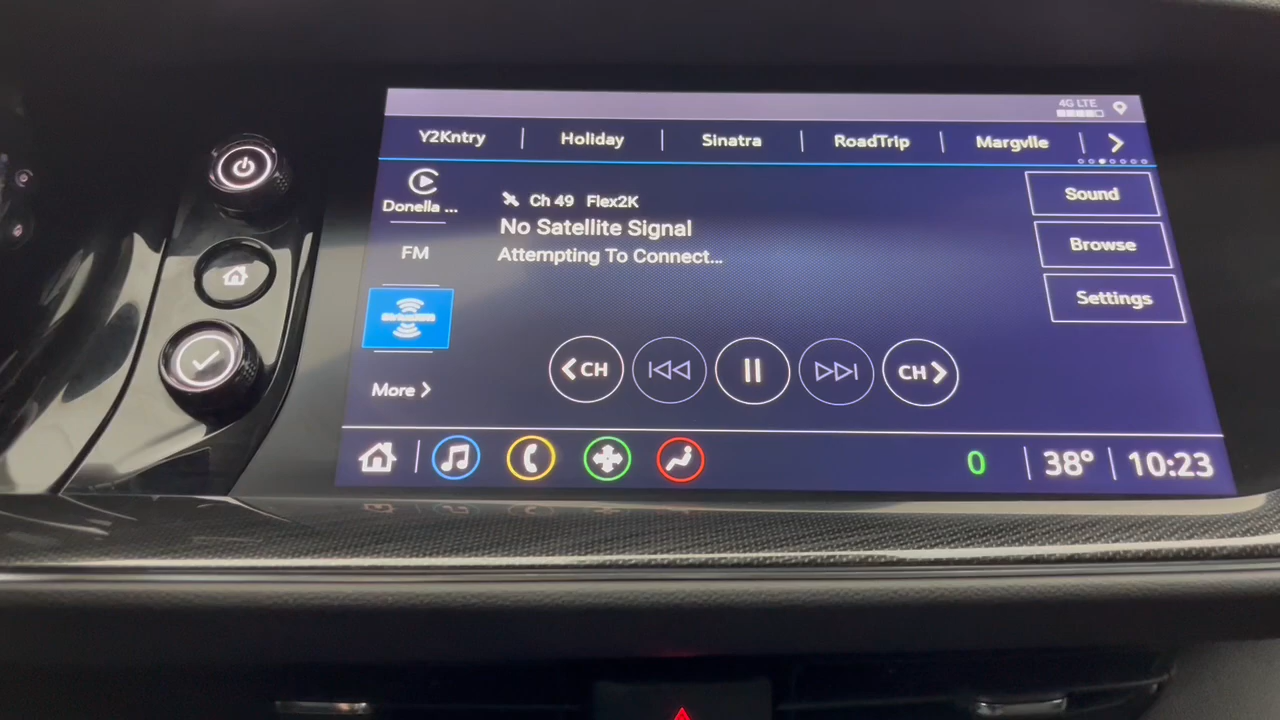 4G LTE
Y2Kntry Holiday Sinatra RoadTrip Margvlle
Donella ...
Ch 49 Flex2K
No Satellite Signal
Attempting To Connect...
Sound
FM
Browse
Settings
SiriusXM
CH CH
More
0 38° 10:23